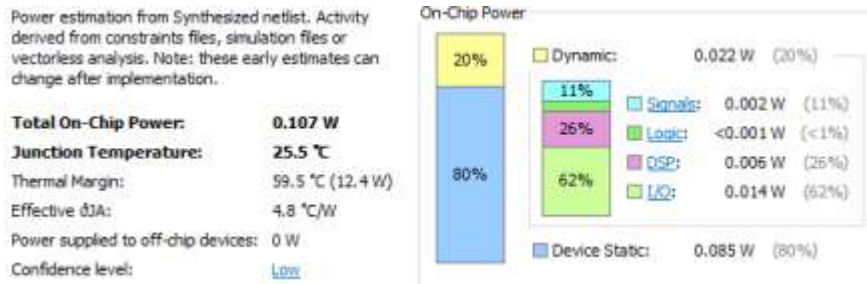 Power estimation from Synthesized netlist. Activity
derived from constraints files, simulation files or
vectorless analysis. Note: these early estimates can
change after implementation.
Total On-Chip Power: 0.107 W
Junction Temperature: 25.5 °C
Thermal Margin: 59.5 °C (12.4 W)
Effective ϑJA: 4.8 °C/W
Power supplied to off-chip devices: 0 W
Confidence level: Low
On-Chip Power
20%
80%
Dynamic: 0.022 W (20%)
11%
26%
62%
Signals: 0.002 W (11%)
Logic: <0.001 W (<1%)
DSP: 0.006 W (26%)
I/O: 0.014 W (62%)
Device Static: 0.085 W (80%)